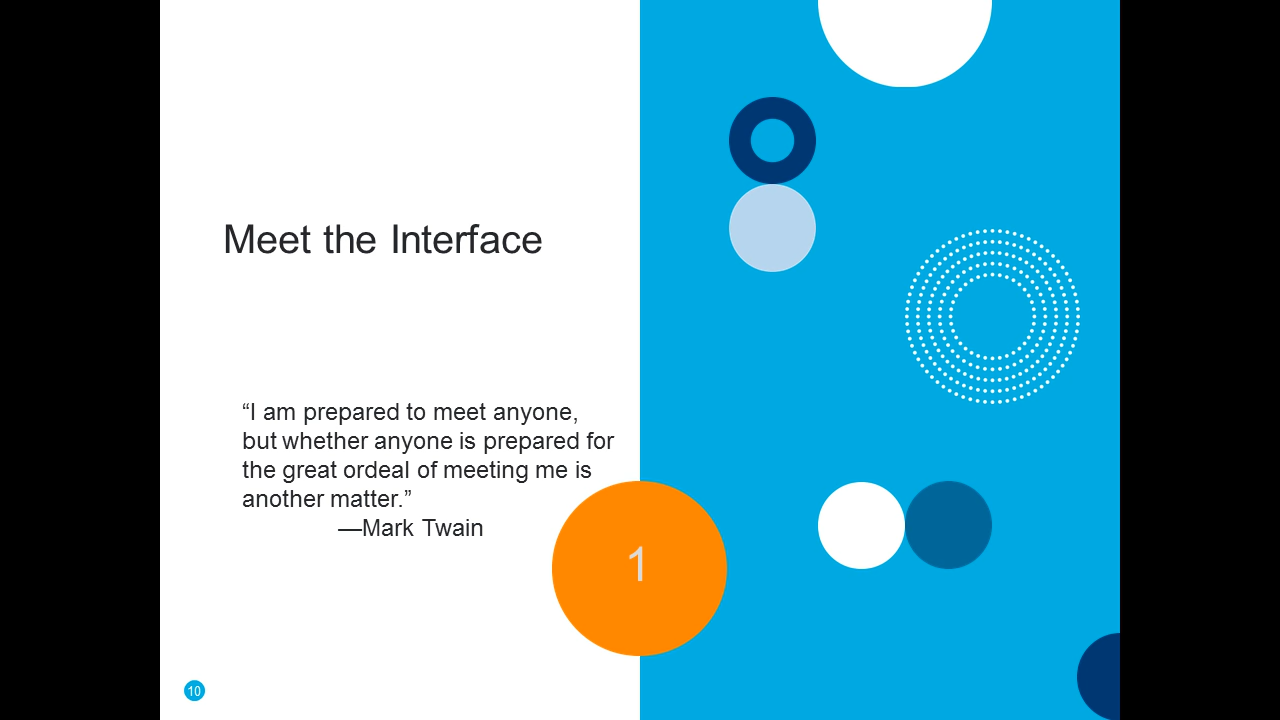 Meet the Interface
“I am prepared to meet anyone,
but whether anyone is prepared for
the great ordeal of meeting me is
another matter.”
—Mark Twain
1
10